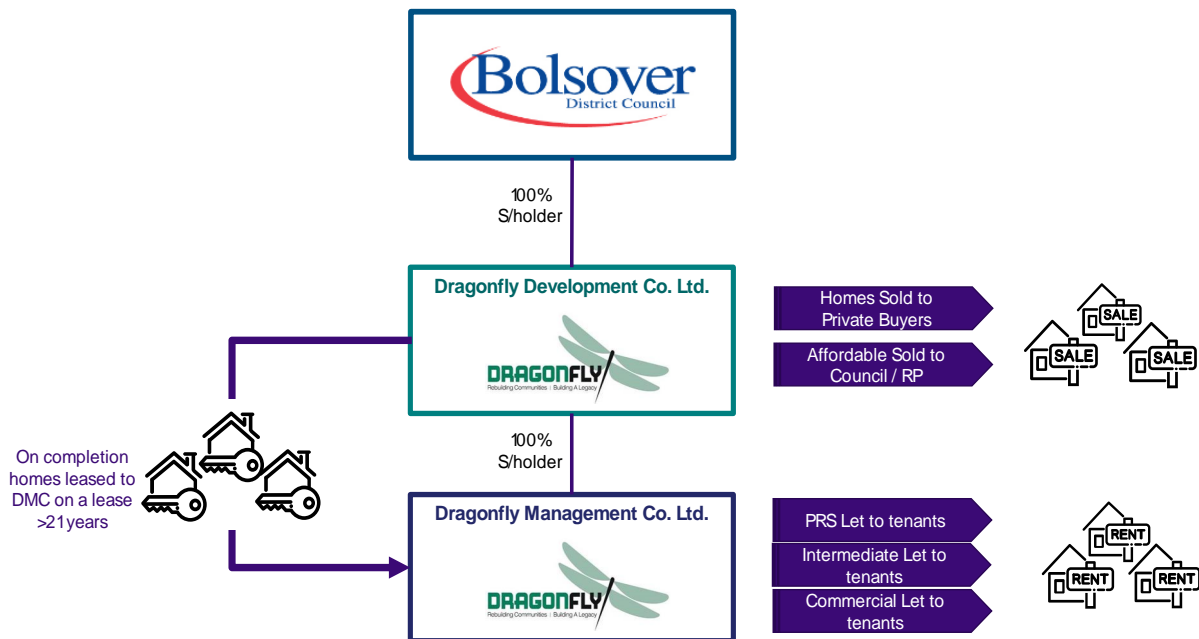 Bolsover
District Council
100%
S/holder
Dragonfly Development Co. Ltd.
DRAGONFLY
Rebuilding Communities | Building A Legacy
Homes Sold to
Private Buyers
Affordable Sold to
Council / RP
SALE
SALE
SALE
On completion
homes leased to
DMC on a lease
>21years
100%
S/holder
Dragonfly Management Co. Ltd.
DRAGONFLY
Rebuilding Communities | Building A Legacy
PRS Let to tenants
Intermediate Let to
tenants
Commercial Let to
tenants
RENT
RENT
RENT